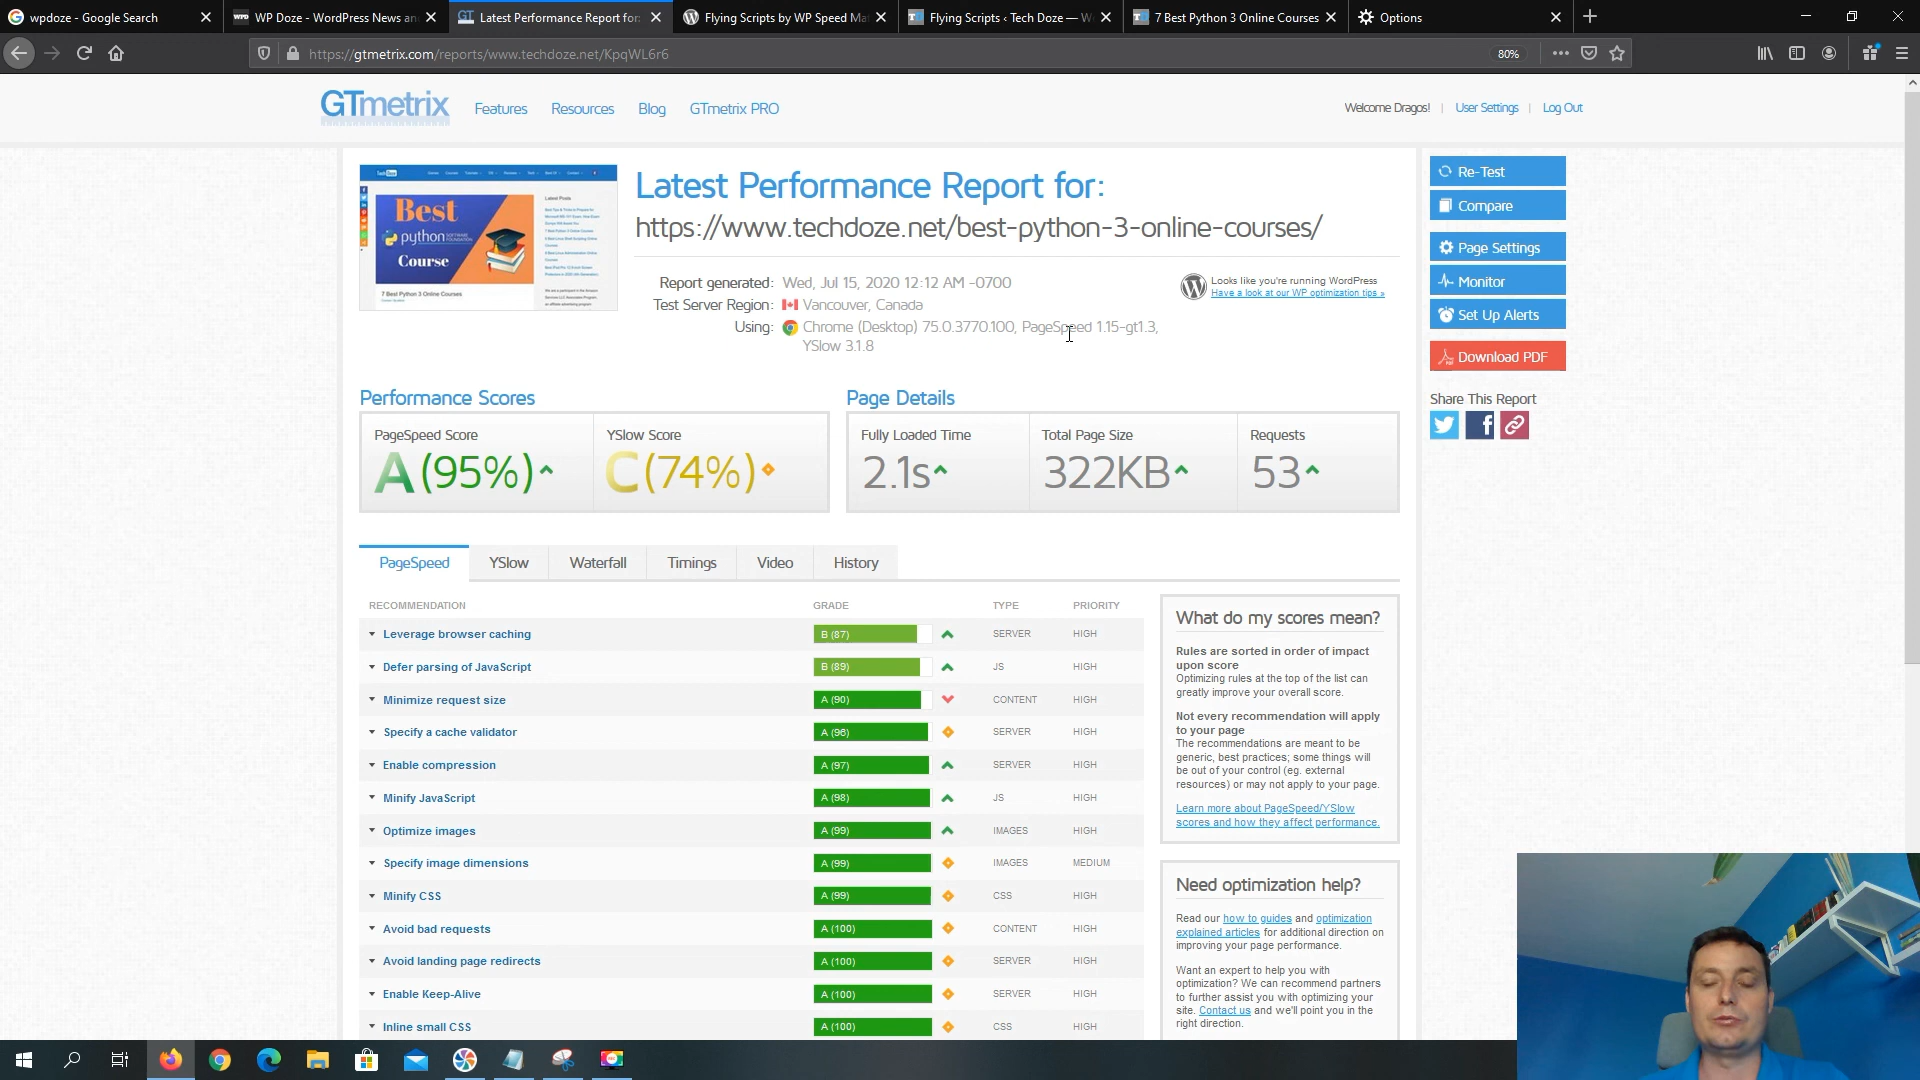 wpdoze - Google Search
WP Doze - WordPress News an
Latest Performance Report for:
Flying Scripts by WP Speed Ma
Flying Scripts ‹ Tech Doze — W
7 Best Python 3 Online Courses
Options
https://gtmetrix.com/reports/www.techdoze.net/KpqWL6r6
80%
GTmetrix
Features
Resources
Blog
GTmetrix PRO
Welcome Dragos!
User Settings
Log Out
Best
python
Course
7 Best Python 3 Online Courses
Latest Performance Report for:
https://www.techdoze.net/best-python-3-online-courses/
Report generated: Wed, Jul 15, 2020 12:12 AM -0700
Test Server Region: Vancouver, Canada
Using: Chrome (Desktop) 75.0.3770.100, PageSpeed 1.15-gt1.3,
YSlow 3.1.8
Looks like you're running WordPress
Have a look at our WP optimization tips »
Re-Test
Compare
Page Settings
Monitor
Set Up Alerts
Download PDF
Share This Report
Performance Scores
PageSpeed Score
A(95%)
YSlow Score
C(74%)
Page Details
Fully Loaded Time
2.1s
Total Page Size
322KB
Requests
53
PageSpeed
YSlow
Waterfall
Timings
Video
History
RECOMMENDATION GRADE TYPE PRIORITY
Leverage browser caching B (87) SERVER HIGH
Defer parsing of JavaScript B (89) JS HIGH
Minimize request size A (90) CONTENT HIGH
Specify a cache validator A (96) SERVER HIGH
Enable compression A (97) SERVER HIGH
Minify JavaScript A (98) JS HIGH
Optimize images A (99) IMAGES HIGH
Specify image dimensions A (99) IMAGES MEDIUM
Minify CSS A (99) CSS HIGH
Avoid bad requests A (100) CONTENT HIGH
Avoid landing page redirects A (100) SERVER HIGH
Enable Keep-Alive A (100) SERVER HIGH
Inline small CSS A (100) CSS HIGH
What do my scores mean?
Rules are sorted in order of impact
upon score
Optimizing rules at the top of the list can
greatly improve your overall score.
Not every recommendation will apply
to your page
The recommendations are meant to be
generic, best practices; some things will
be out of your control (eg. external
resources) or may not apply to your page.
Learn more about PageSpeed/YSlow
scores and how they affect performance.
Need optimization help?
Read our how to guides and optimization
explained articles for additional direction on
improving your page performance.
Want an expert to help you with
optimization? We can recommend partners
to further assist you with optimizing your
site. Contact us and we'll point you in the
right direction.